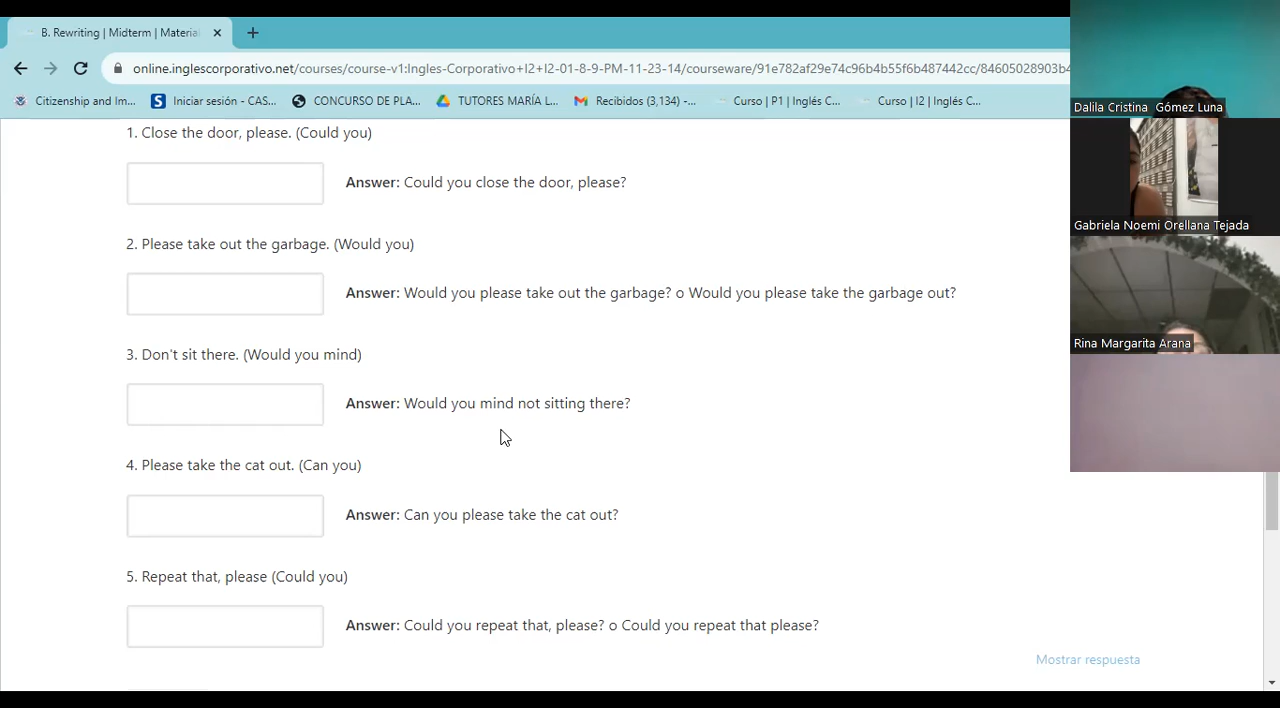 B. Rewriting | Midterm | Material
online.inglescorporativo.net/courses/course-v1:Ingles-Corporativo+I2+I2-01-8-9-PM-11-23-14/courseware/91e782af29e74c96b4b55f6b487442cc/84605028903b4
Citizenship and Im... Iniciar sesión - CAS... CONCURSO DE PLA... TUTORES MARÍA L... Recibidos (3,134) -... Curso | P1 | Inglés C... Curso | I2 | Inglés C...
Dalila Cristina Gómez Luna
1. Close the door, please. (Could you)
Answer: Could you close the door, please?
Gabriela Noemi Orellana Tejada
2. Please take out the garbage. (Would you)
Answer: Would you please take out the garbage? o Would you please take the garbage out?
Rina Margarita Arana
3. Don't sit there. (Would you mind)
Answer: Would you mind not sitting there?
4. Please take the cat out. (Can you)
Answer: Can you please take the cat out?
5. Repeat that, please (Could you)
Answer: Could you repeat that, please? o Could you repeat that please?
Mostrar respuesta